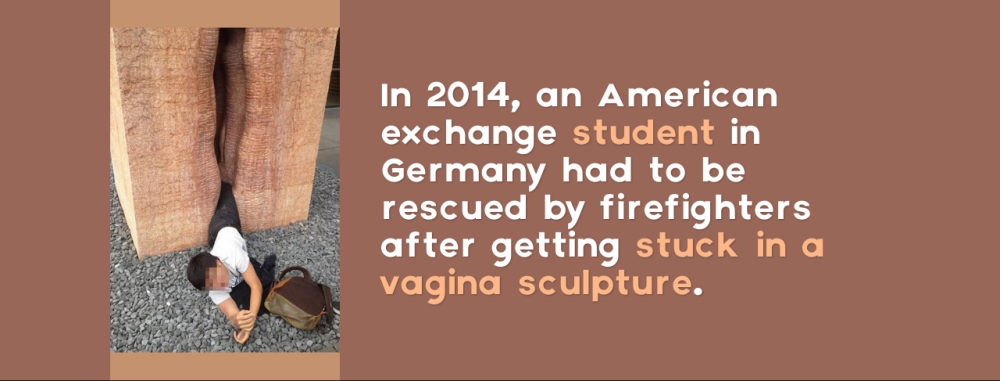 In 2014, an American
exchange student in
Germany had to be
rescued by firefighters
after getting stuck in a
vagina sculpture.